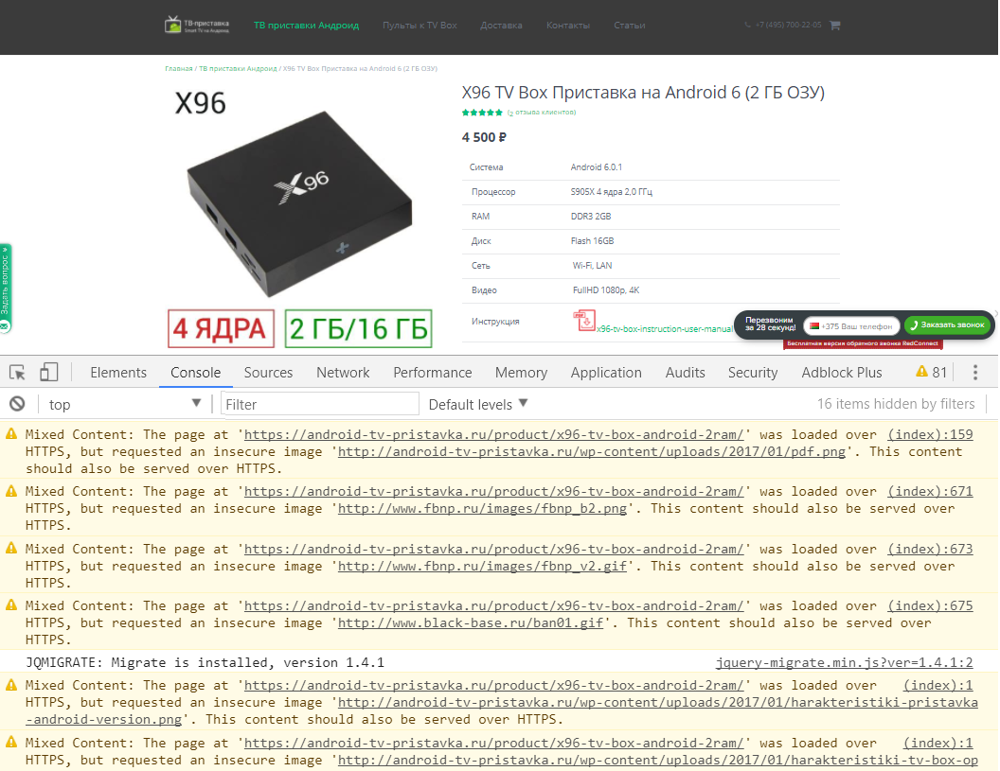 ТВ-приставка
Smart TV на Андроид
ТВ приставки Андроид
Пульты к TV Box
Доставка
Контакты
Статьи
+7 (495) 700-22-05
Главная / ТВ приставки Андроид / X96 TV Box Приставка на Android 6 (2 ГБ ОЗУ)
X96
X96
4 ЯДРА
2 ГБ/16 ГБ
X96 TV Box Приставка на Android 6 (2 ГБ ОЗУ)
(2 отзыва клиентов)
4 500 ₽
Система Android 6.0.1
Процессор S905X 4 ядра 2,0 ГГц
RAM DDR3 2GB
Диск Flash 16GB
Сеть Wi-Fi, LAN
Видео FullHD 1080p, 4K
Инструкция PDF x96-tv-box-instruction-user-manual
Задать вопрос »
Перезвоним
за 28 секунд!
+375 Ваш телефон
Заказать звонок
Бесплатная версия обратного звонка RedConnect
Elements Console Sources Network Performance Memory Application Audits Security Adblock Plus 81
top Filter Default levels 16 items hidden by filters
Mixed Content: The page at 'https://android-tv-pristavka.ru/product/x96-tv-box-android-2ram/' was loaded over (index):159
HTTPS, but requested an insecure image 'http://android-tv-pristavka.ru/wp-content/uploads/2017/01/pdf.png'. This content
should also be served over HTTPS.
Mixed Content: The page at 'https://android-tv-pristavka.ru/product/x96-tv-box-android-2ram/' was loaded over (index):671
HTTPS, but requested an insecure image 'http://www.fbnp.ru/images/fbnp_b2.png'. This content should also be served over
HTTPS.
Mixed Content: The page at 'https://android-tv-pristavka.ru/product/x96-tv-box-android-2ram/' was loaded over (index):673
HTTPS, but requested an insecure image 'http://www.fbnp.ru/images/fbnp_v2.gif'. This content should also be served over
HTTPS.
Mixed Content: The page at 'https://android-tv-pristavka.ru/product/x96-tv-box-android-2ram/' was loaded over (index):675
HTTPS, but requested an insecure image 'http://www.black-base.ru/ban01.gif'. This content should also be served over
HTTPS.
JQMIGRATE: Migrate is installed, version 1.4.1 jquery-migrate.min.js?ver=1.4.1:2
Mixed Content: The page at 'https://android-tv-pristavka.ru/product/x96-tv-box-android-2ram/' was loaded over (index):1
HTTPS, but requested an insecure image 'http://android-tv-pristavka.ru/wp-content/uploads/2017/01/harakteristiki-pristavka
-android-version.png'. This content should also be served over HTTPS.
Mixed Content: The page at 'https://android-tv-pristavka.ru/product/x96-tv-box-android-2ram/' was loaded over (index):1
HTTPS, but requested an insecure image 'http://android-tv-pristavka.ru/wp-content/uploads/2017/01/harakteristiki-tv-box-op